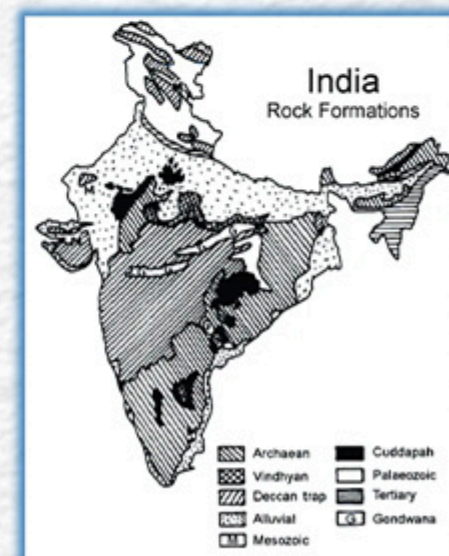 India
Rock Formations
M
Archaean
Cuddapah
Vindhyan
Palaeozoic
Deccan trap
Tertiary
Alluvial
G Gondwana
M Mesozoic